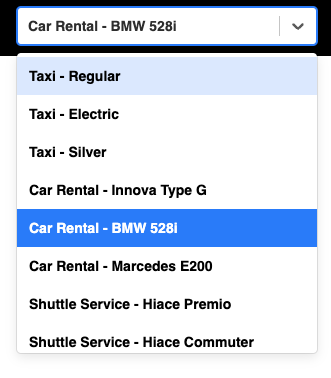 Car Rental - BMW 528i
Taxi - Regular
Taxi - Electric
Taxi - Silver
Car Rental - Innova Type G
Car Rental - BMW 528i
Car Rental - Marcedes E200
Shuttle Service - Hiace Premio
Shuttle Service - Hiace Commuter